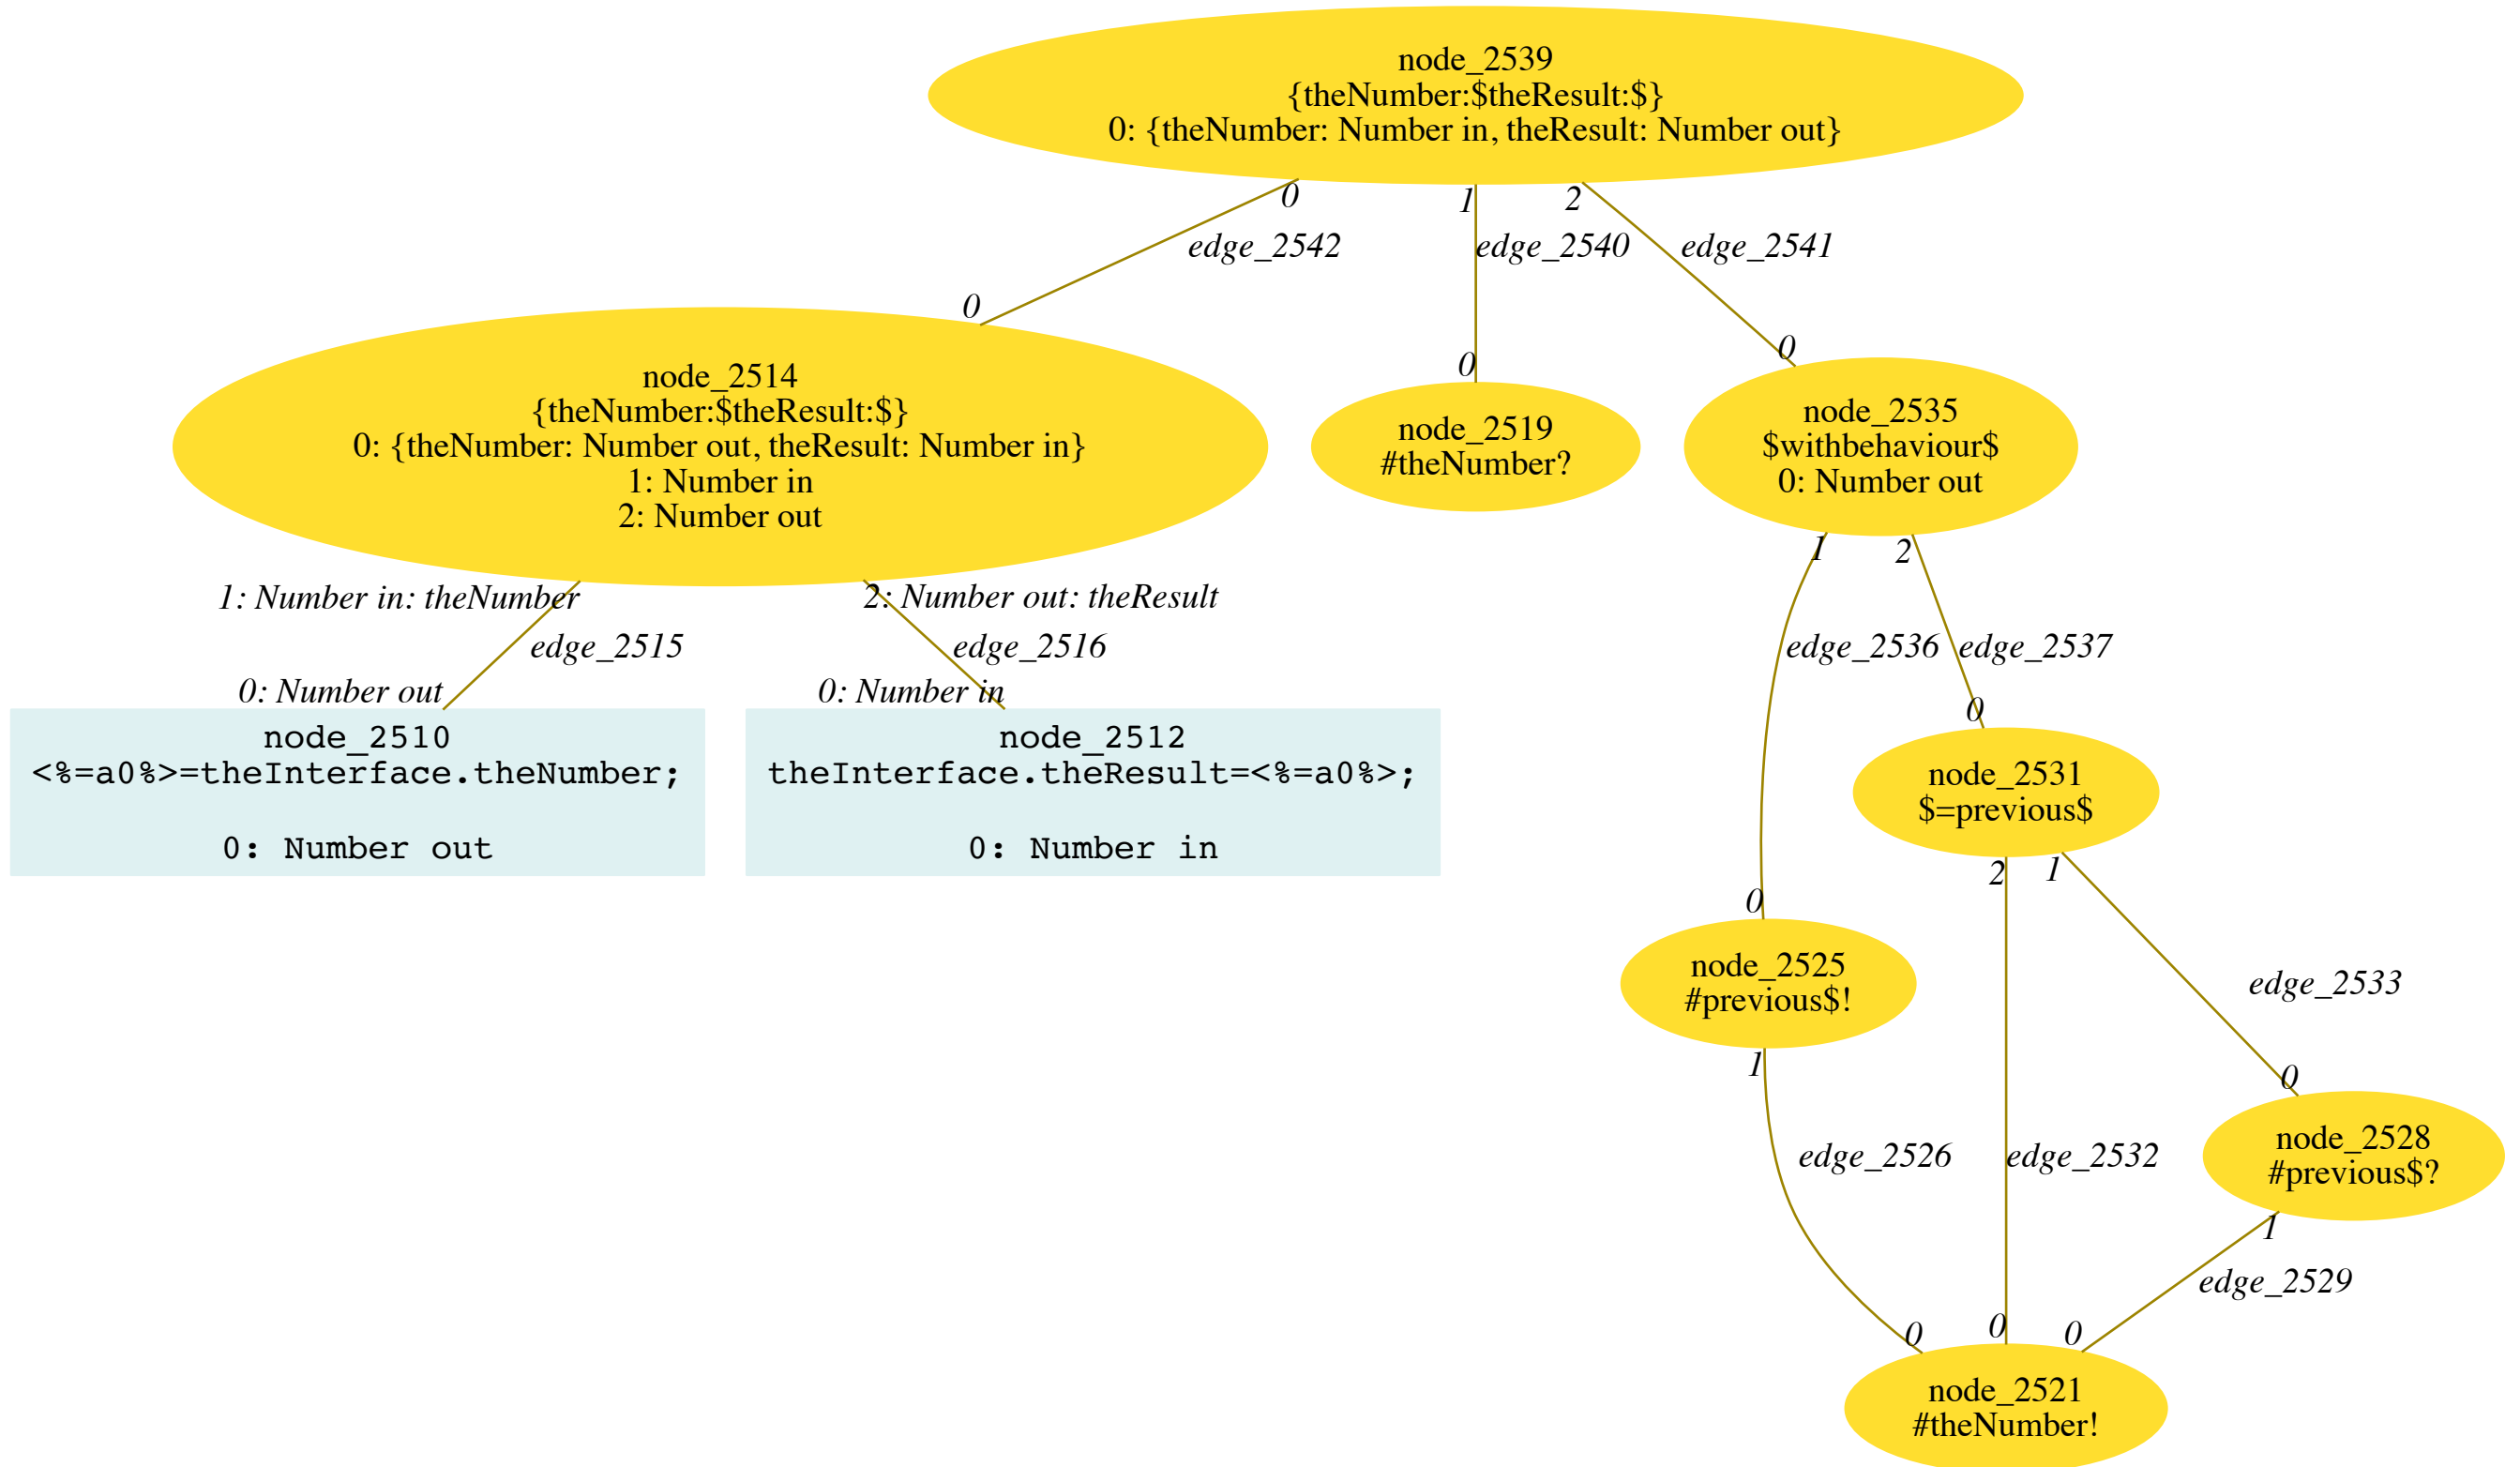 node_2539
{theNumber:$theResult:$}
0: {theNumber: Number in, theResult: Number out}
0
1
2
edge_2542
edge_2540
edge_2541
0
0
0
node_2514
{theNumber:$theResult:$}
0: {theNumber: Number out, theResult: Number in}
1: Number in
2: Number out
node_2519
#theNumber?
node_2535
$withbehaviour$
0: Number out
1: Number in: theNumber
2: Number out: theResult
1
2
edge_2515
edge_2516
edge_2536
edge_2537
0: Number out
0: Number in
0
node_2510
<%=a0%>=theInterface.theNumber;
0: Number out
node_2512
theInterface.theResult=<%=a0%>;
0: Number in
node_2531
$=previous$
2
1
0
node_2525
#previous$!
edge_2533
1
0
edge_2526
edge_2532
node_2528
#previous$?
1
edge_2529
0
0
0
node_2521
#theNumber!